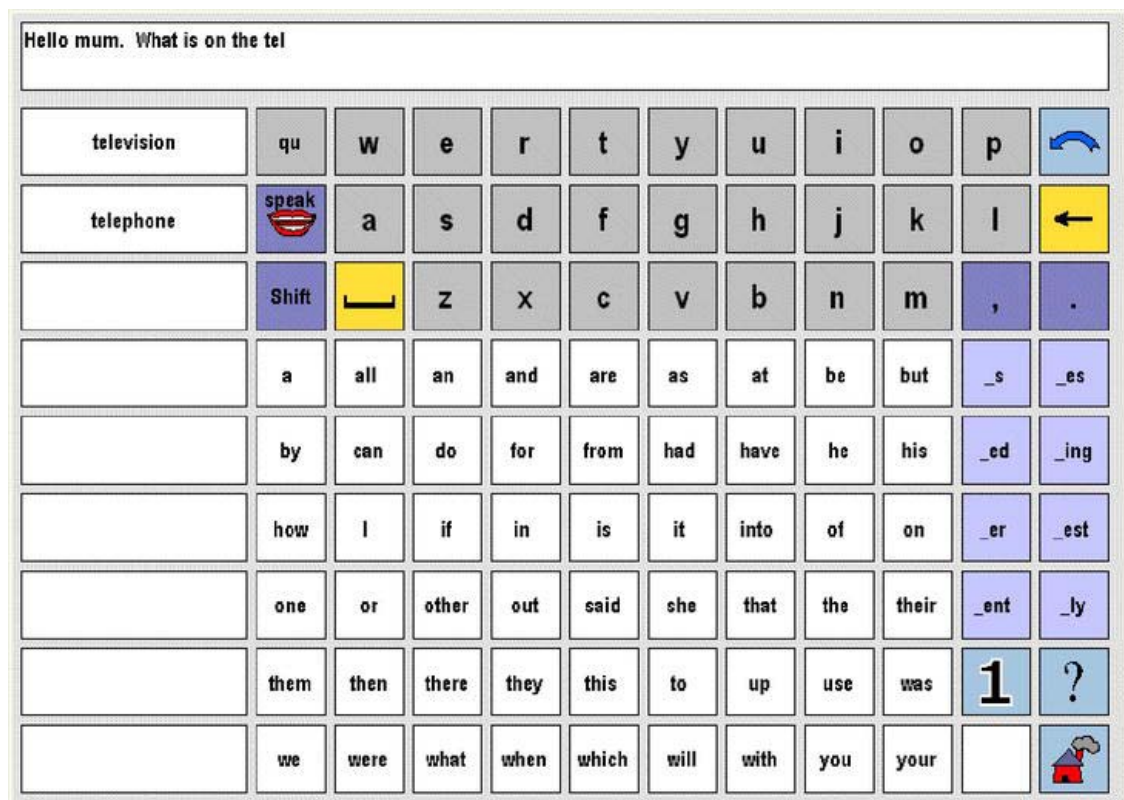 Hello mum.  What is on the tel
television qu w e r t y u i o p
telephone speak a s d f g h j k l
Shift z x c v b n m , .
a all an and are as at be but _s _es
by can do for from had have he his _ed _ing
how I if in is it into of on _er _est
one or other out said she that the their _ent _ly
them then there they this to up use was 1 ?
we were what when which will with you your